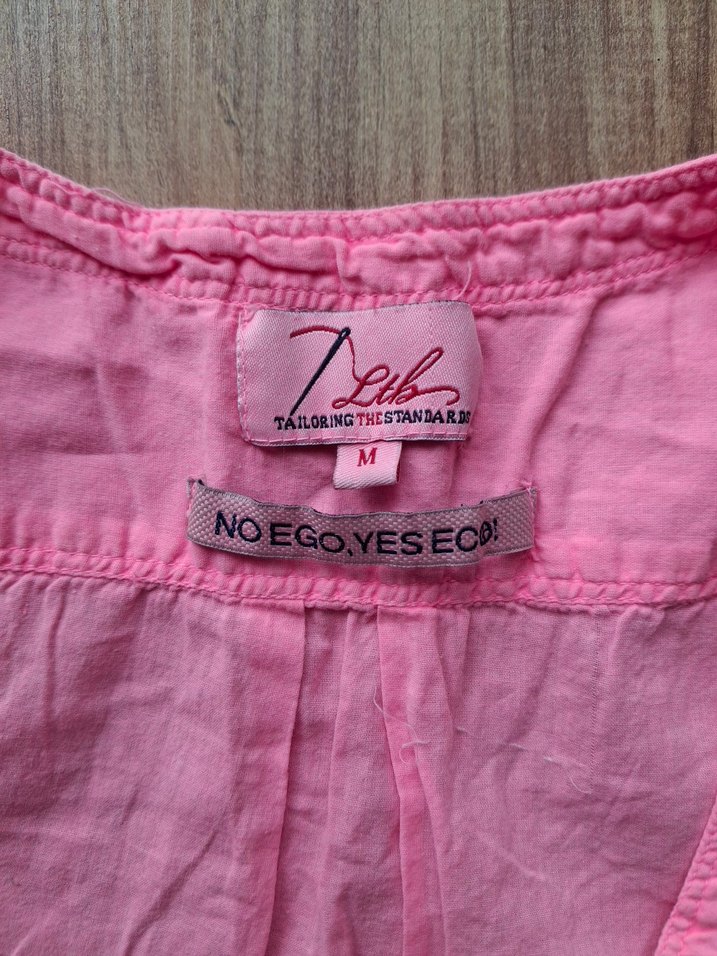 Ltb
TAILORING THE STANDARDS
M
NO EGO, YES ECO!